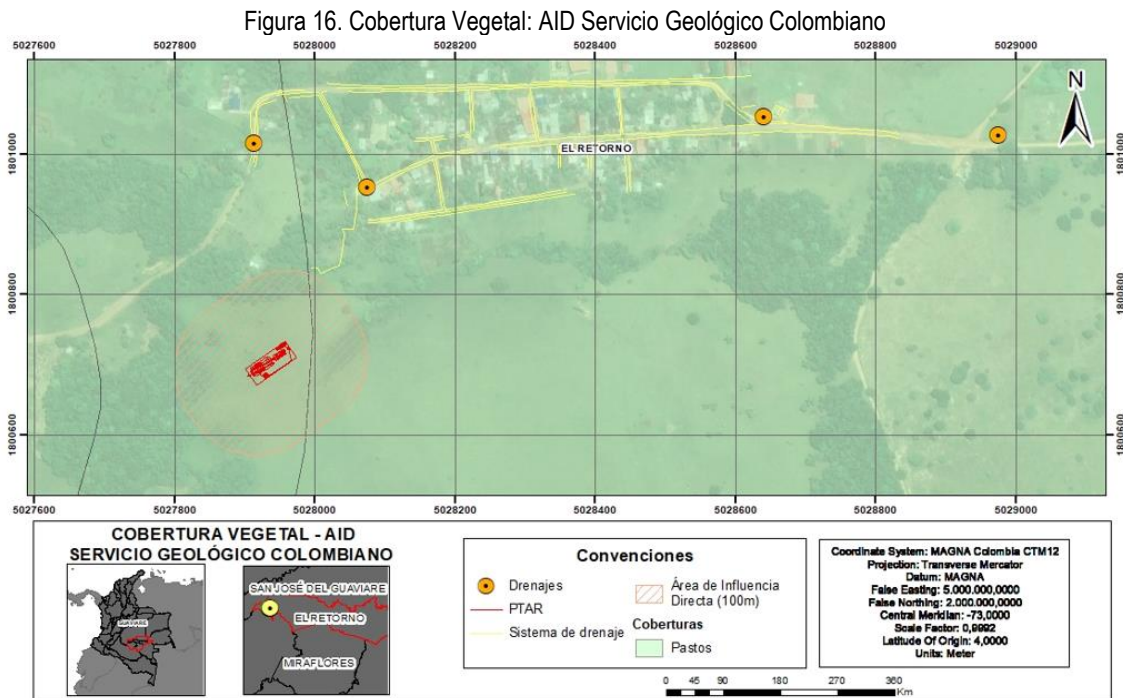 Figura 16. Cobertura Vegetal: AID Servicio Geológico Colombiano
5027600 5027800 5028000 5028200 5028400 5028600 5028800 5029000
N
1801000 1801000
EL RETORNO
1800800 1800800
1800600 1800600
5027600 5027800 5028000 5028200 5028400 5028600 5028800 5029000
COBERTURA VEGETAL - AID
SERVICIO GEOLÓGICO COLOMBIANO
GUAVIARE
SAN JOSÉ DEL GUAVIARE
EL RETORNO
MIRAFLORES
Convenciones
Drenajes
PTAR
Sistema de drenaje
Área de Influencia
Directa (100m)
Coberturas
Pastos
0 45 90 180 270 360
Km
Coordinate System: MAGNA Colombia CTM12
Projection: Transverse Mercator
Datum: MAGNA
False Easting: 5.000.000,0000
False Northing: 2.000.000,0000
Central Meridian: -73,0000
Scale Factor: 0,9992
Latitude Of Origin: 4,0000
Units: Meter